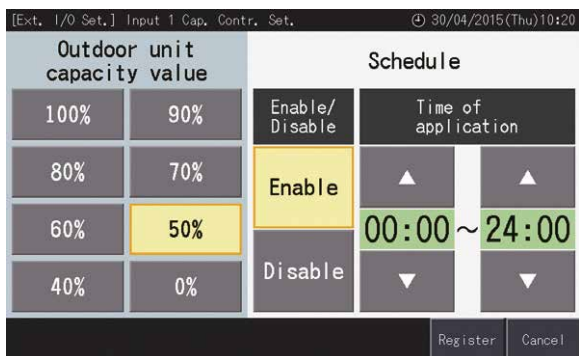 [Ext. I/O Set.] Input 1 Cap. Contr. Set.
30/04/2015(Thu)10:20
Outdoor unit
capacity value
100%
90%
80%
70%
60%
50%
40%
0%
Schedule
Enable/
Disable
Time of
application
Enable
Disable
00:00~24:00
Register
Cancel